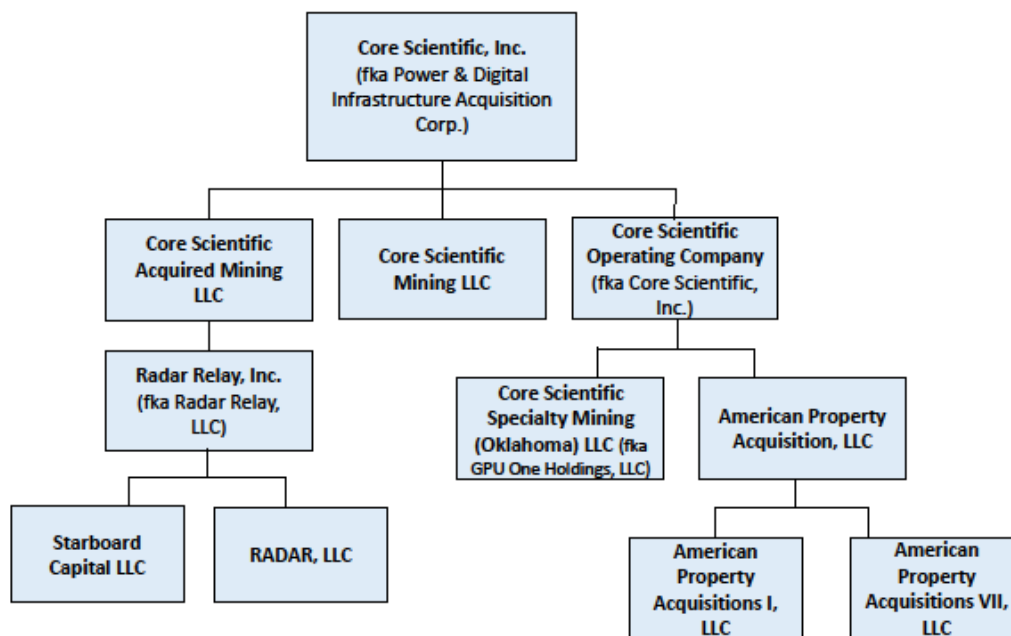 Core Scientific, Inc.
(fka Power & Digital
Infrastructure Acquisition
Corp.)
Core Scientific
Acquired Mining
LLC
Core Scientific
Mining LLC
Core Scientific
Operating Company
(fka Core Scientific,
Inc.)
Radar Relay, Inc.
(fka Radar Relay,
LLC)
Core Scientific
Specialty Mining
(Oklahoma) LLC (fka
GPU One Holdings, LLC)
American Property
Acquisition, LLC
Starboard
Capital LLC
RADAR, LLC
American
Property
Acquisitions I,
LLC
American
Property
Acquisitions VII,
LLC